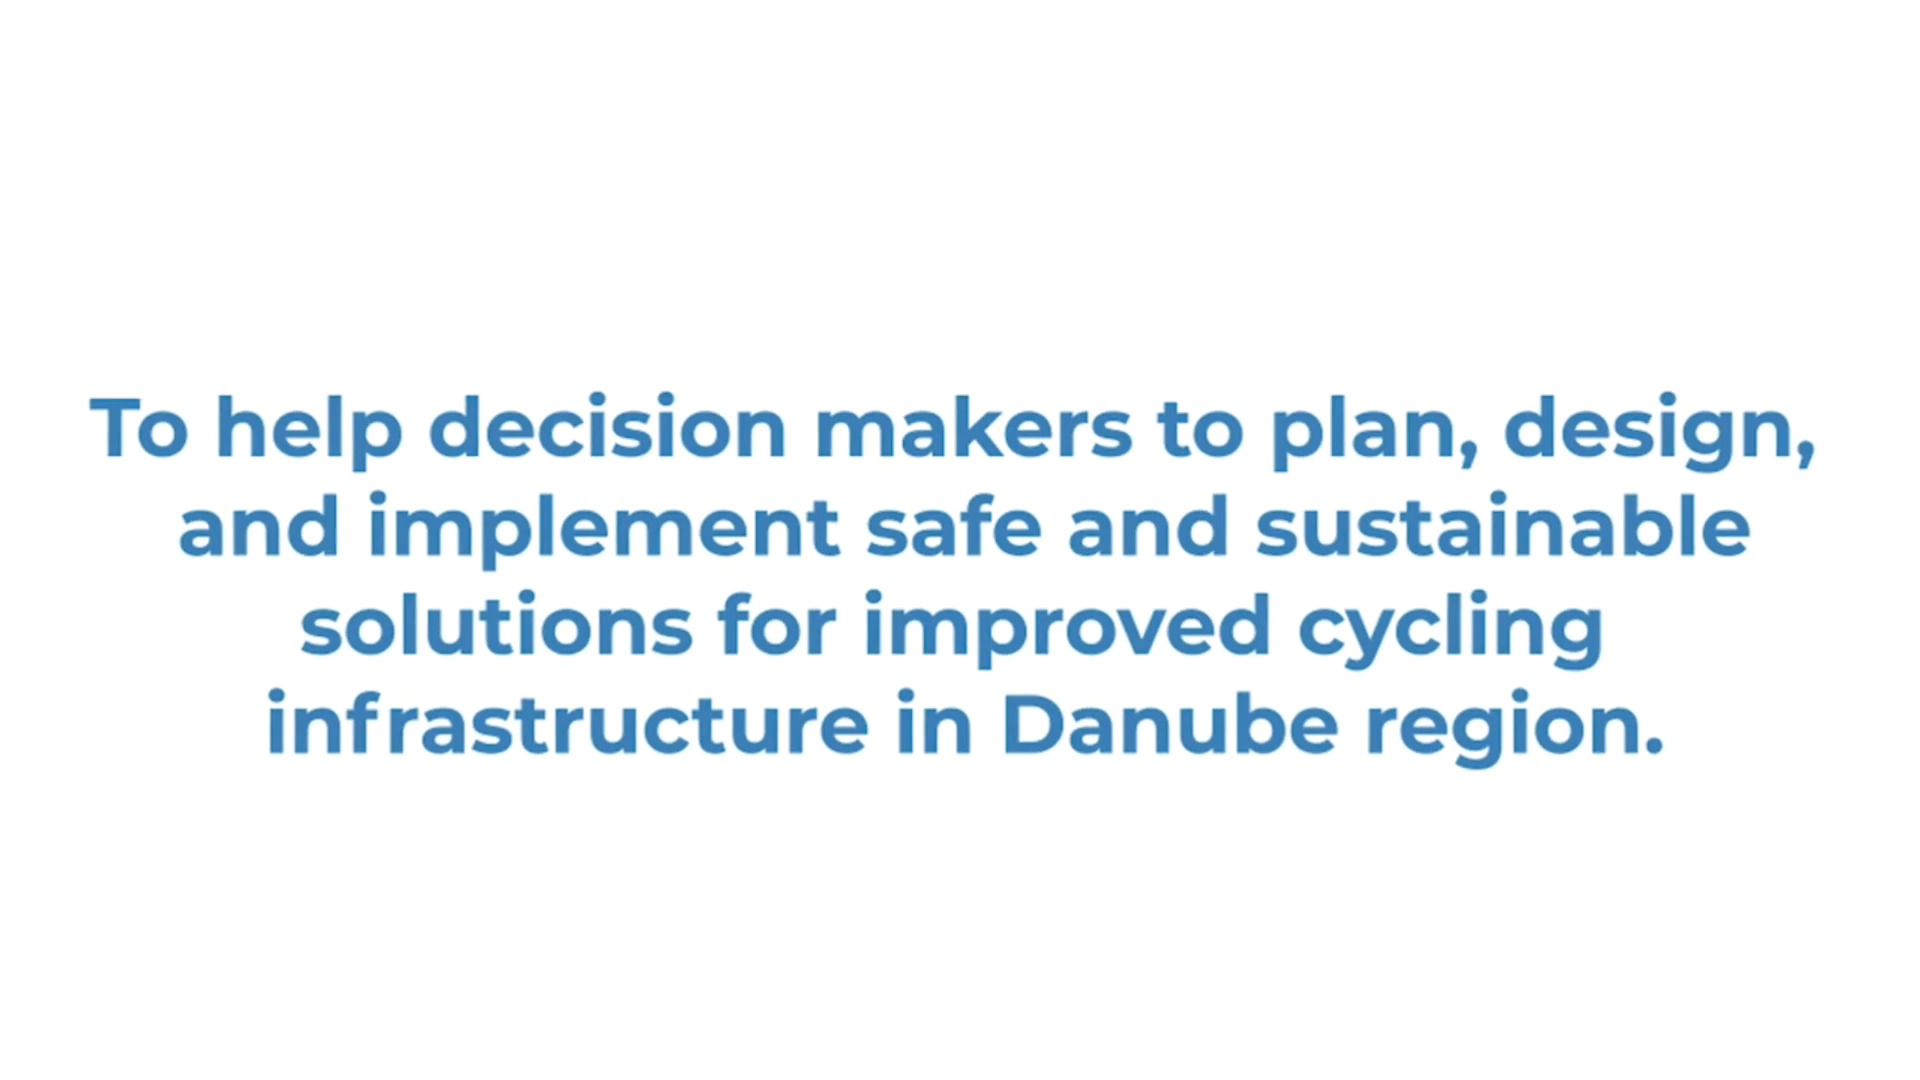 To help decision makers to plan, design,
and implement safe and sustainable
solutions for improved cycling
infrastructure in Danube region.